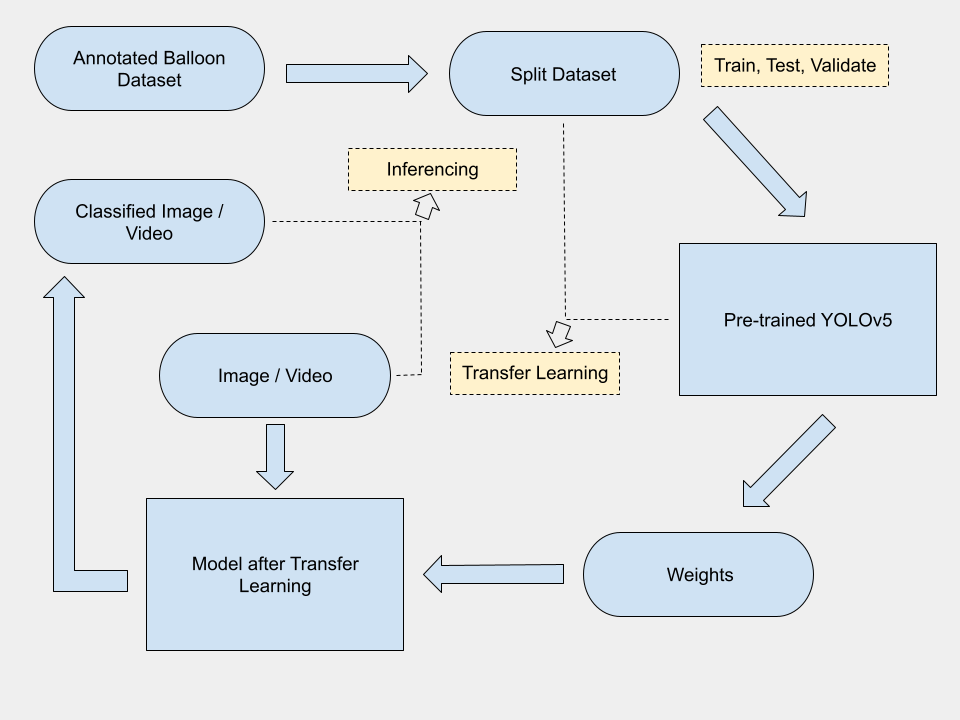 Annotated Balloon
Dataset
Split Dataset
Train, Test, Validate
Inferencing
Classified Image /
Video
Pre-trained YOLOv5
Image / Video
Transfer Learning
Model after Transfer
Learning
Weights